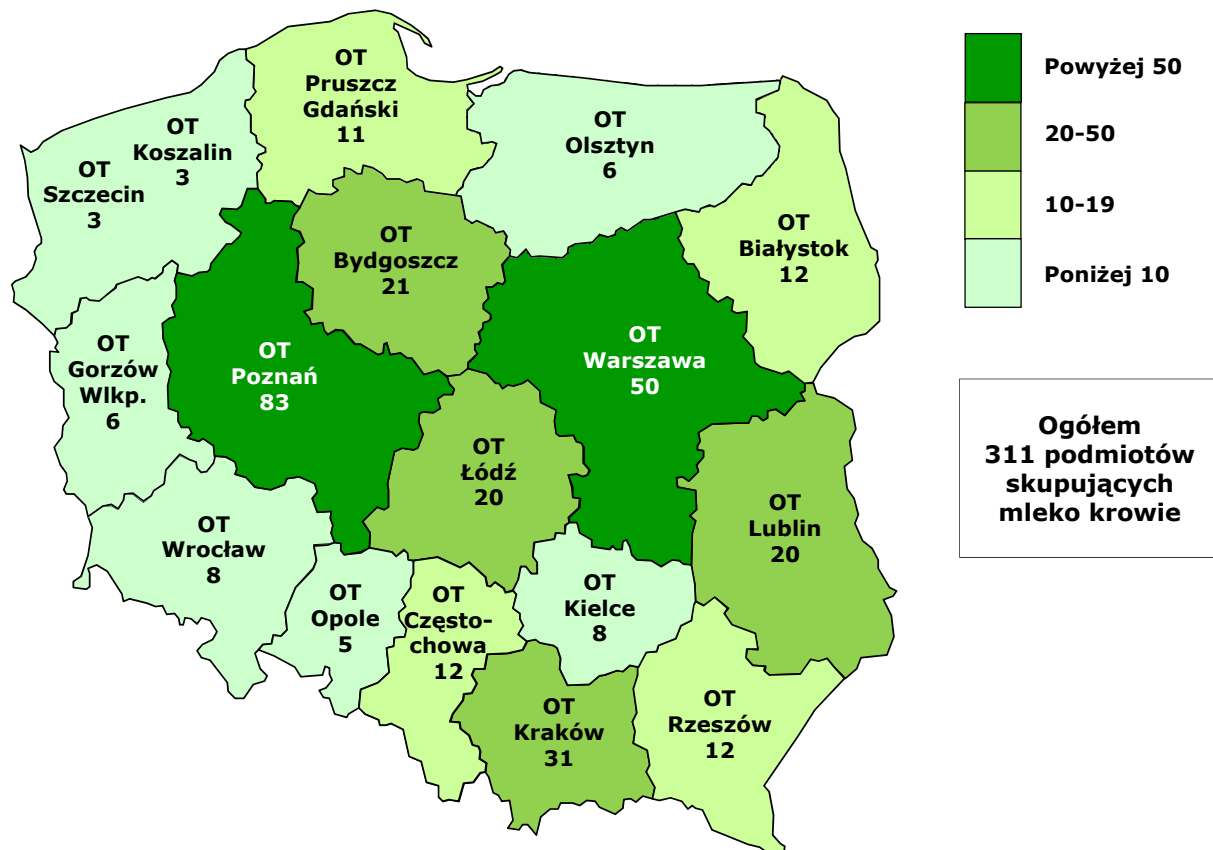 OT
Pruszcz
Gdański
11
OT
Koszalin
3
OT
Szczecin
3
OT
Olsztyn
6
OT
Białystok
12
OT
Bydgoszcz
21
OT
Gorzów
Wlkp.
6
OT
Poznań
83
OT
Warszawa
50
OT
Łódź
20
OT
Lublin
20
OT
Wrocław
8
OT
Opole
5
OT
Często-
chowa
12
OT
Kielce
8
OT
Kraków
31
OT
Rzeszów
12
Powyżej 50
20-50
10-19
Poniżej 10
Ogółem
311 podmiotów
skupujących
mleko krowie